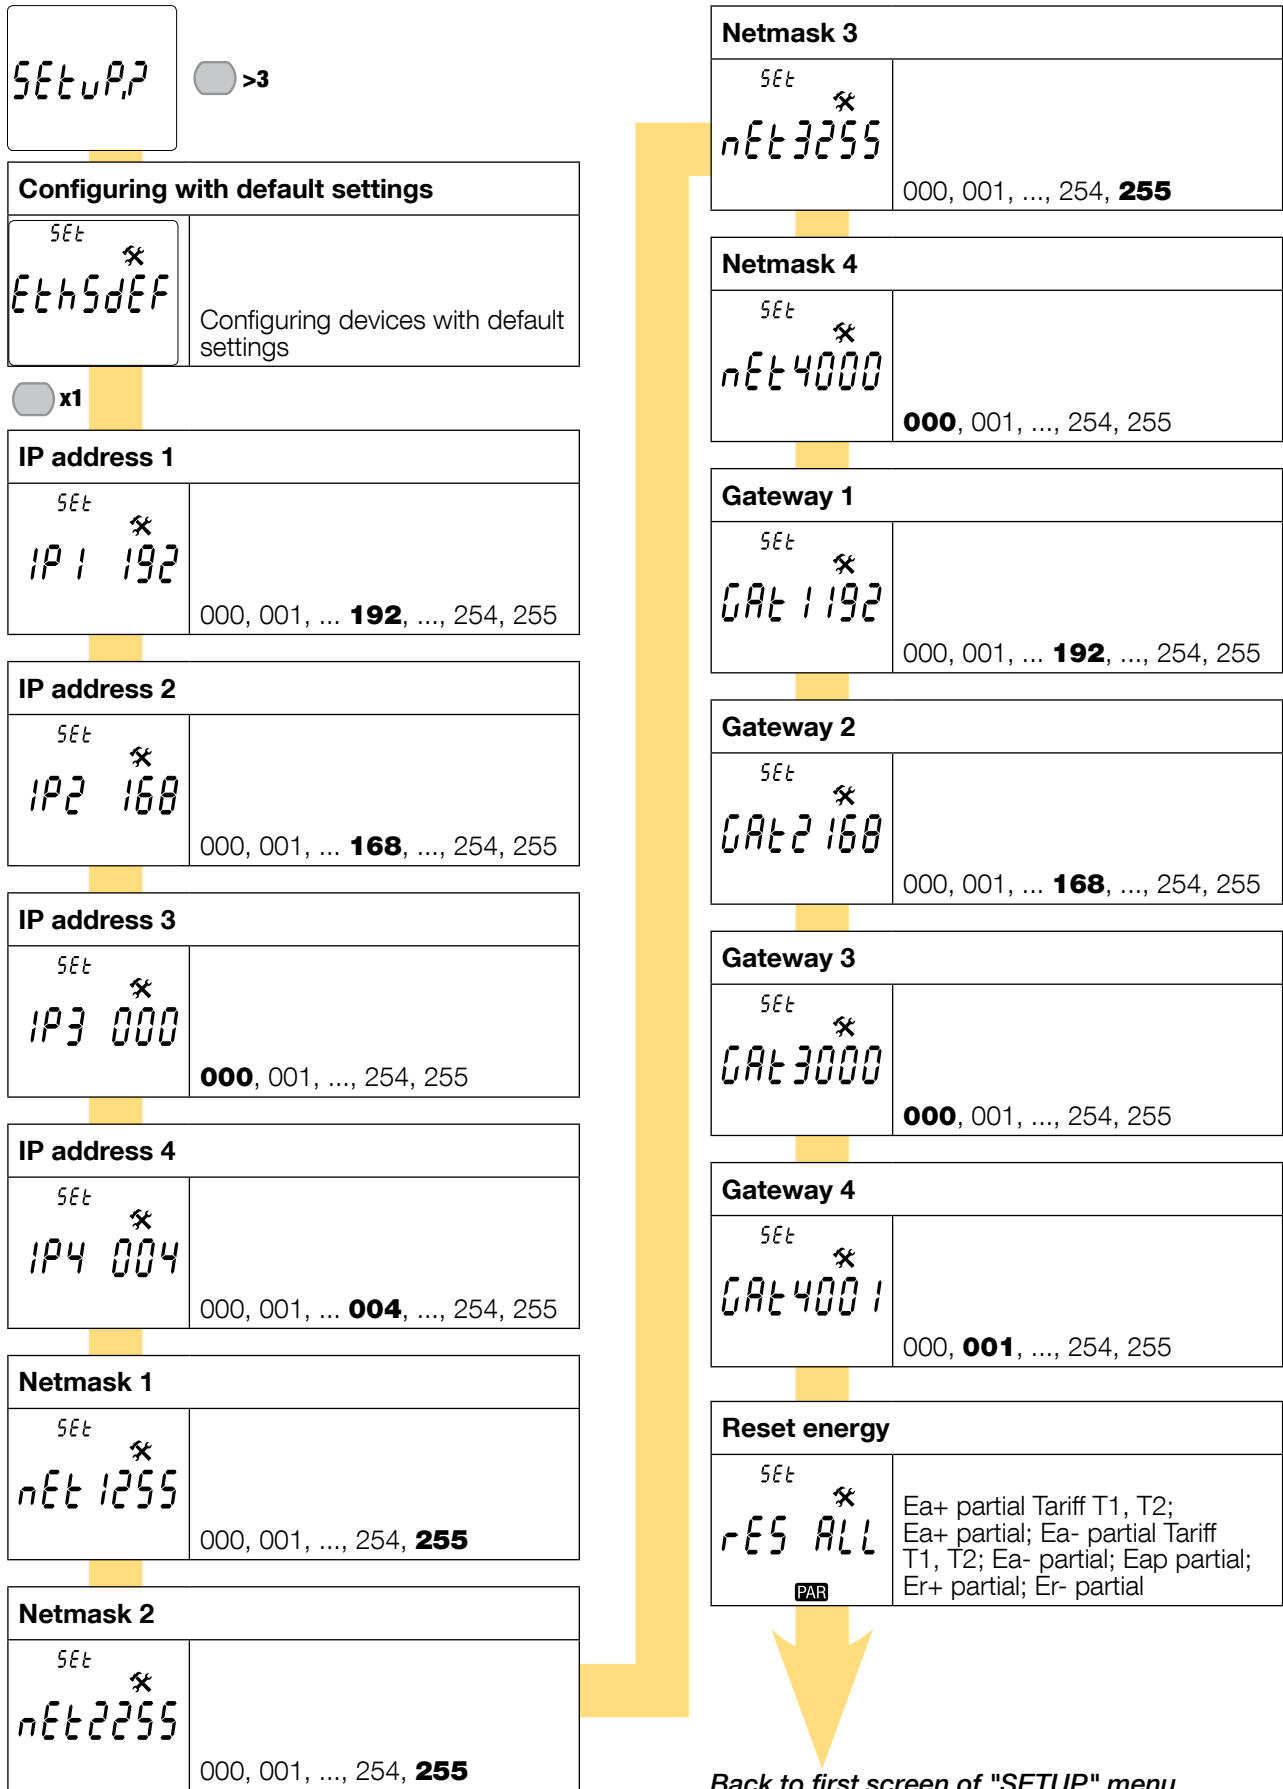 SEtuP,?
>3
Configuring with default settings
SEt
EthSdEF
Configuring devices with default
settings
x1
IP address 1
SEt
IP1 192
000, 001, ... 192, ..., 254, 255
IP address 2
SEt
IP2 168
000, 001, ... 168, ..., 254, 255
IP address 3
SEt
IP3 000
000, 001, ..., 254, 255
IP address 4
SEt
IP4 004
000, 001, ... 004, ..., 254, 255
Netmask 1
SEt
nEt1255
000, 001, ..., 254, 255
Netmask 2
SEt
nEt2255
000, 001, ..., 254, 255
Netmask 3
SEt
nEt3255
000, 001, ..., 254, 255
Netmask 4
SEt
nEt4000
000, 001, ..., 254, 255
Gateway 1
SEt
GAt1192
000, 001, ... 192, ..., 254, 255
Gateway 2
SEt
GAt2168
000, 001, ... 168, ..., 254, 255
Gateway 3
SEt
GAt3000
000, 001, ..., 254, 255
Gateway 4
SEt
GAt4001
000, 001, ..., 254, 255
Reset energy
SEt
rES ALL
PAR
Ea+ partial Tariff T1, T2;
Ea+ partial; Ea- partial Tariff
T1, T2; Ea- partial; Eap partial;
Er+ partial; Er- partial
Back to first screen of "SETUP" menu